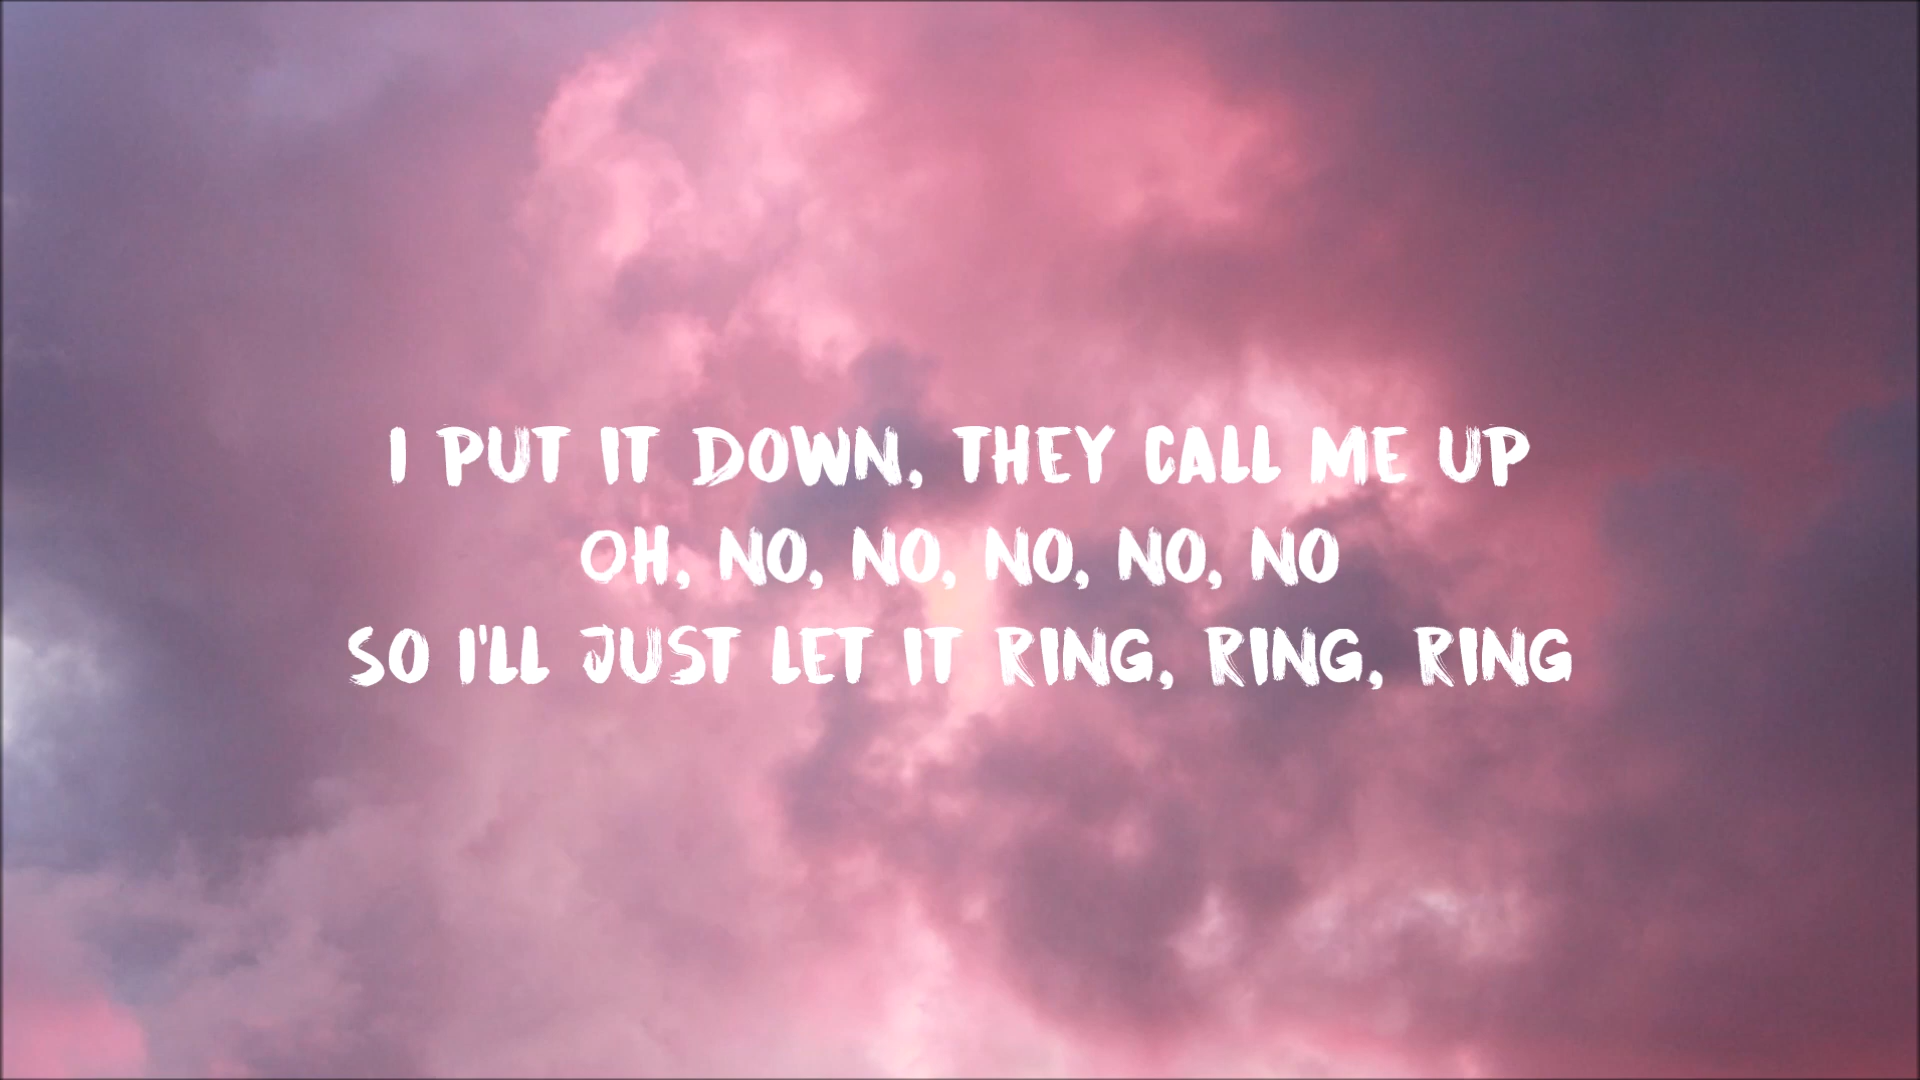 I PUT IT DOWN, THEY CALL ME UP
OH, NO, NO, NO, NO, NO
SO I'LL JUST LET IT RING, RING, RING